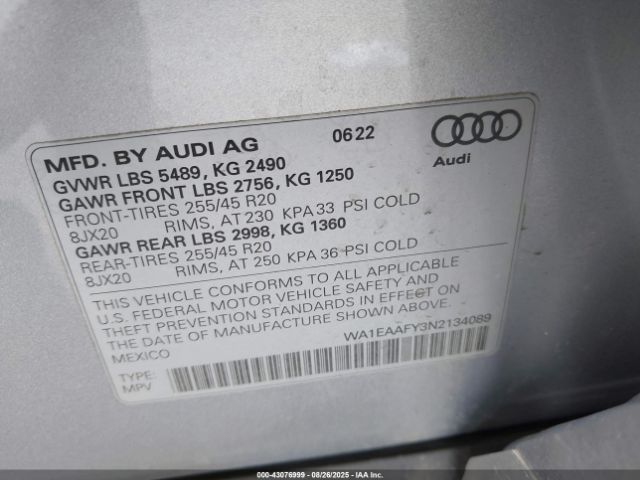 MFD. BY AUDI AG 0622
GVWR LBS 5489, KG 2490
GAWR FRONT LBS 2756, KG 1250
FRONT-TIRES 255/45 R20
8JX20 RIMS, AT 230 KPA 33 PSI COLD
GAWR REAR LBS 2998, KG 1360
REAR-TIRES 255/45 R20
8JX20 RIMS, AT 250 KPA 36 PSI COLD
Audi
THIS VEHICLE CONFORMS TO ALL APPLICABLE
U.S. FEDERAL MOTOR VEHICLE SAFETY AND
THEFT PREVENTION STANDARDS IN EFFECT ON
THE DATE OF MANUFACTURE SHOWN ABOVE.
MEXICO
WA1EAAFY3N2134089
TYPE:
MPV
000-43076999 - 08/26/2025 - IAA Inc.